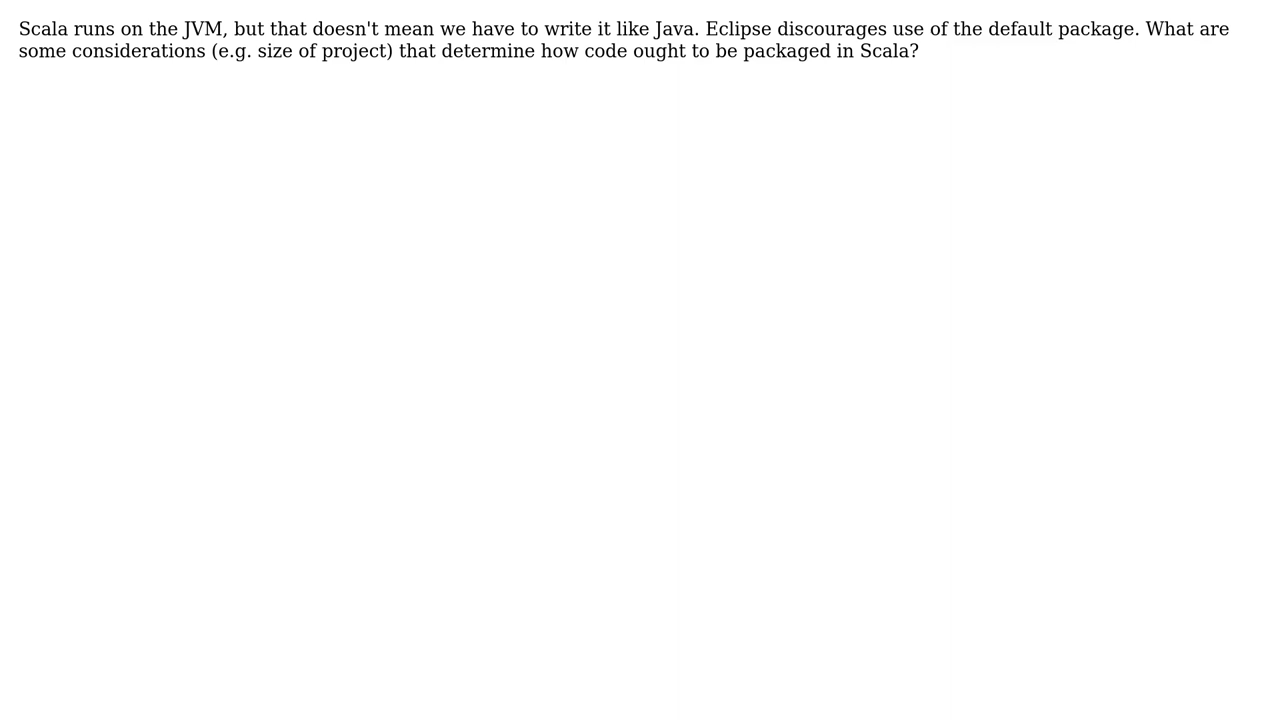 Scala runs on the JVM, but that doesn't mean we have to write it like Java. Eclipse discourages use of the default package. What are
some considerations (e.g. size of project) that determine how code ought to be packaged in Scala?